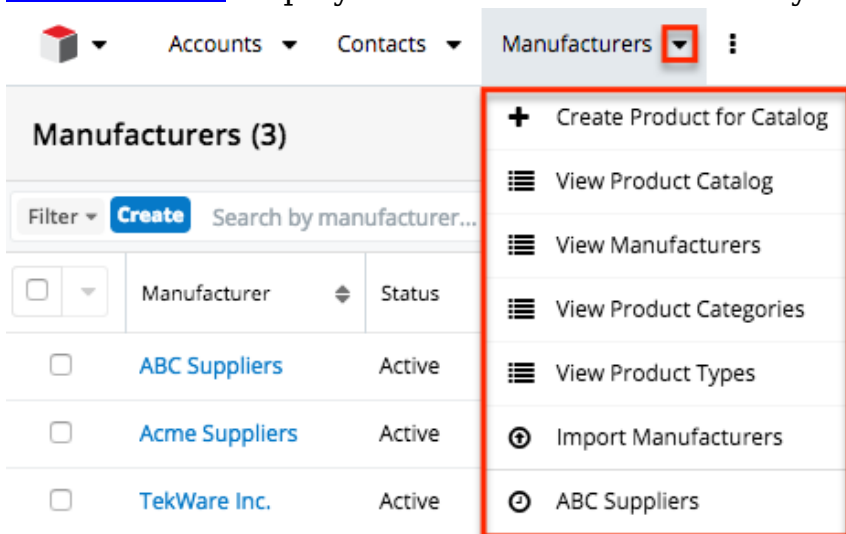 Accounts Contacts Manufacturers
Manufacturers (3)
Filter Create Search by manufacturer...
Manufacturer Status
ABC Suppliers Active
Acme Suppliers Active
TekWare Inc. Active
+ Create Product for Catalog
View Product Catalog
View Manufacturers
View Product Categories
View Product Types
Import Manufacturers
ABC Suppliers